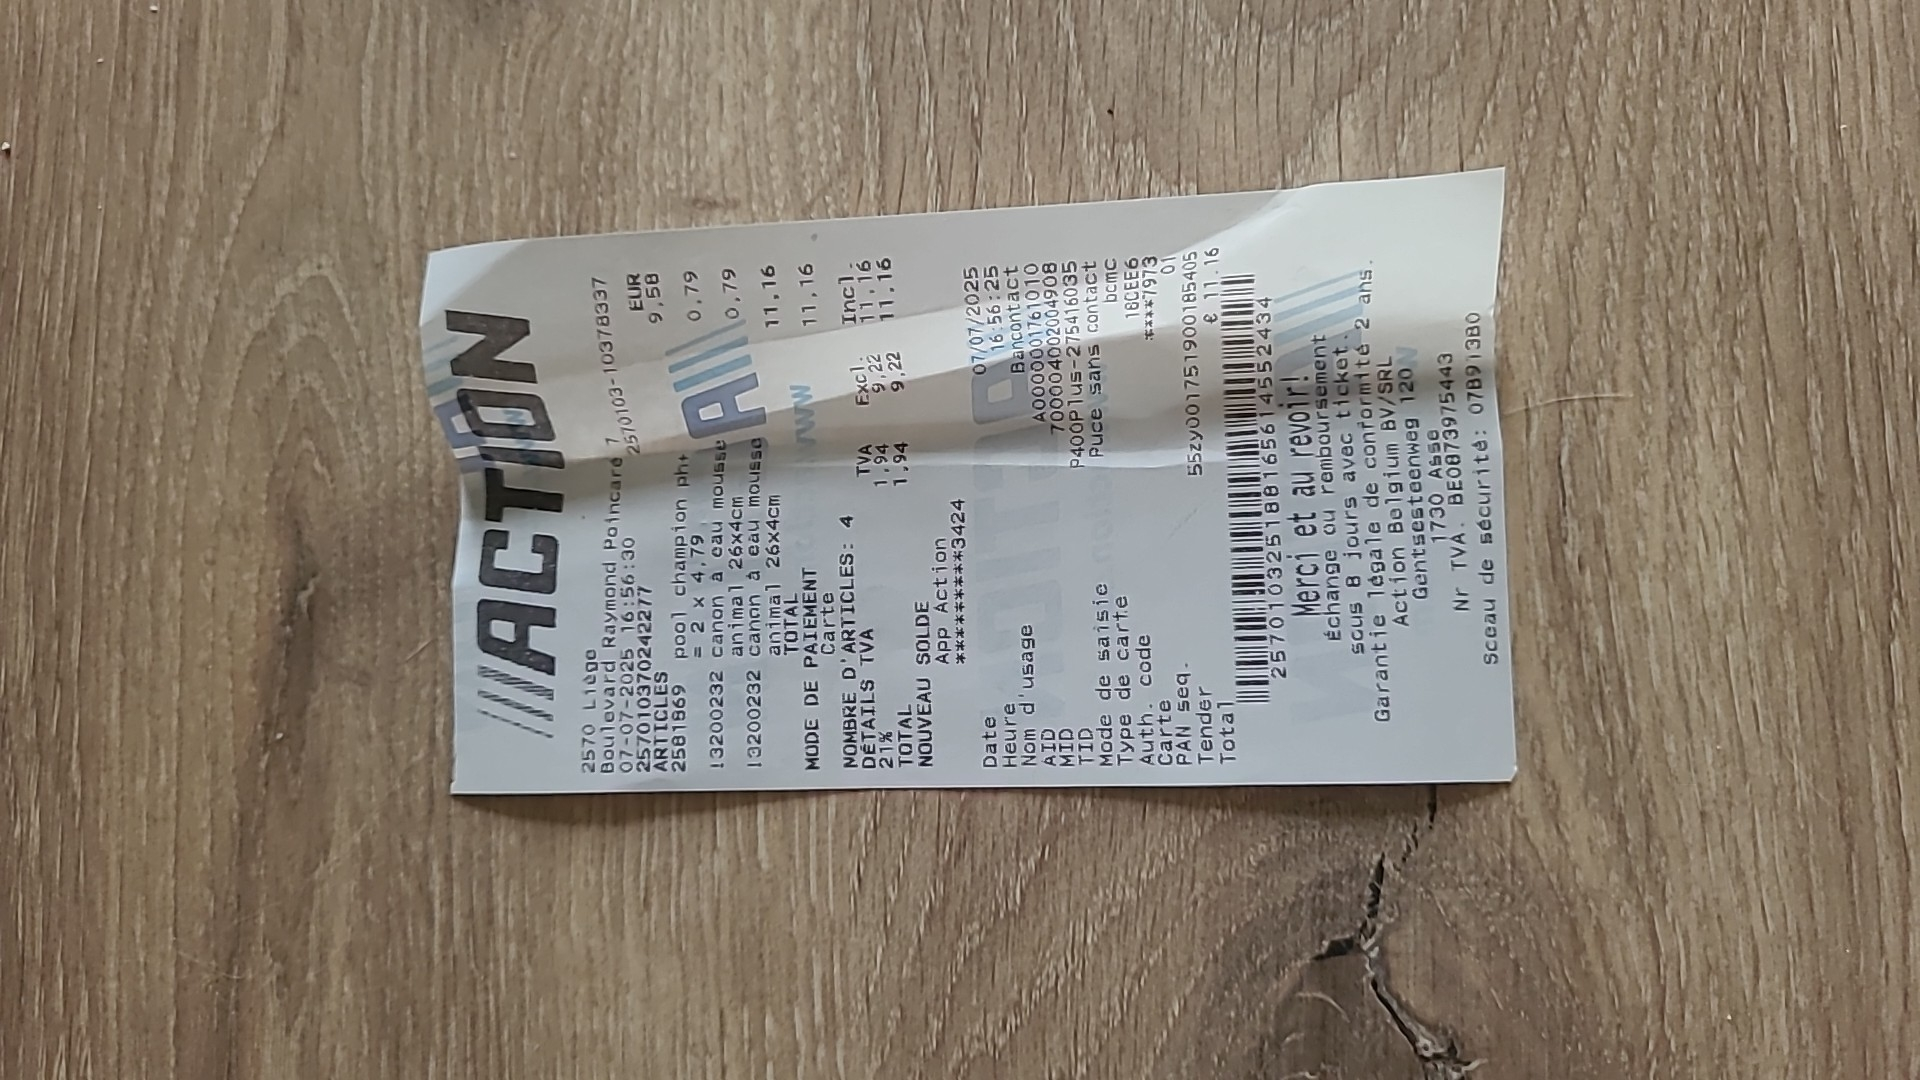 ACTION
2570 Liège
Boulevard Raymond Poincaré 7
07-07-2025 16:56:30 2570103-10378337
2570103707024277
ARTICLES EUR
2581869 pool champion ph+ 9,58
= 2 x 4,79
13200232 canon à eau mousse 0,79
animal 26x4cm
13200232 canon à eau mousse 0,79
animal 26x4cm
TOTAL 11,16
MODE DE PAIEMENT
Carte 11,16
NOMBRE D'ARTICLES: 4
DÉTAILS TVA TVA Excl. Incl.
21% 1,94 9,22 11,16
TOTAL 1,94 9,22 11,16
NOUVEAU SOLDE
App Action
*********3424
Date 07/07/2025
Heure 16:56:25
Nom d'usage Bancontact
AID A0000001761010
MID 700004002004908
TID P400Plus-275416035
Mode de saisie Puce sans contact
Type de carte bcmc
Auth. code 18CEE6
Carte ****7973
PAN seq. 01
Tender 55zy001751900185405
Total € 11.16
Merci et au revoir!
Échange ou remboursement
sous 8 jours avec ticket.
Garantie légale de conformité 2 ans.
Action Belgium BV/SRL
Gentsesteenweg 120
1730 Asse
Nr TVA. BE0873975443
Sceau de sécurité: 07B913B0